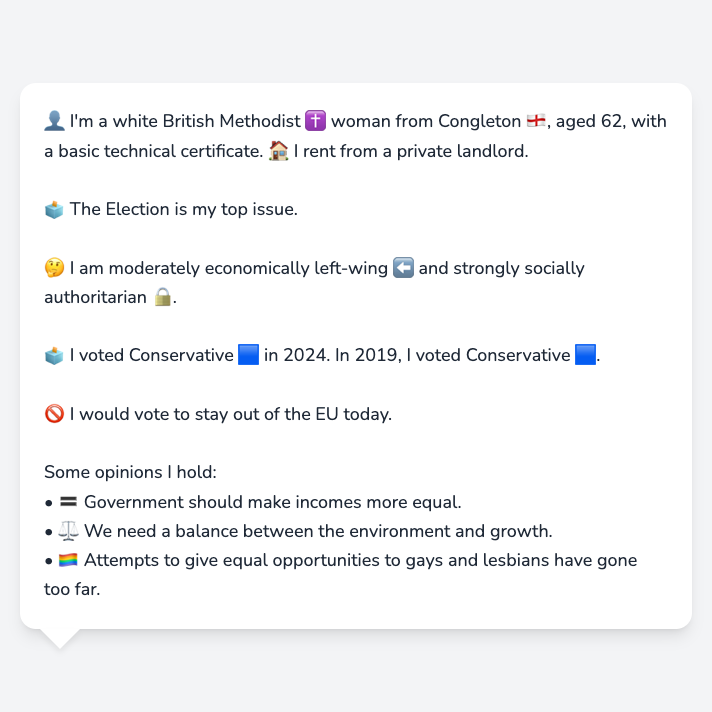 👤 I'm a white British Methodist ✝️ woman from Congleton 🏴󠁧󠁢󠁥󠁮󠁧󠁿, aged 62, with
a basic technical certificate. 🏠 I rent from a private landlord.
🗳️ The Election is my top issue.
🤔 I am moderately economically left-wing ⬅️ and strongly socially
authoritarian 🔒.
🗳️ I voted Conservative 🟦 in 2024. In 2019, I voted Conservative 🟦.
🚫 I would vote to stay out of the EU today.
Some opinions I hold:
• 🟰 Government should make incomes more equal.
• ⚖️ We need a balance between the environment and growth.
• 🏳️‍🌈 Attempts to give equal opportunities to gays and lesbians have gone
too far.